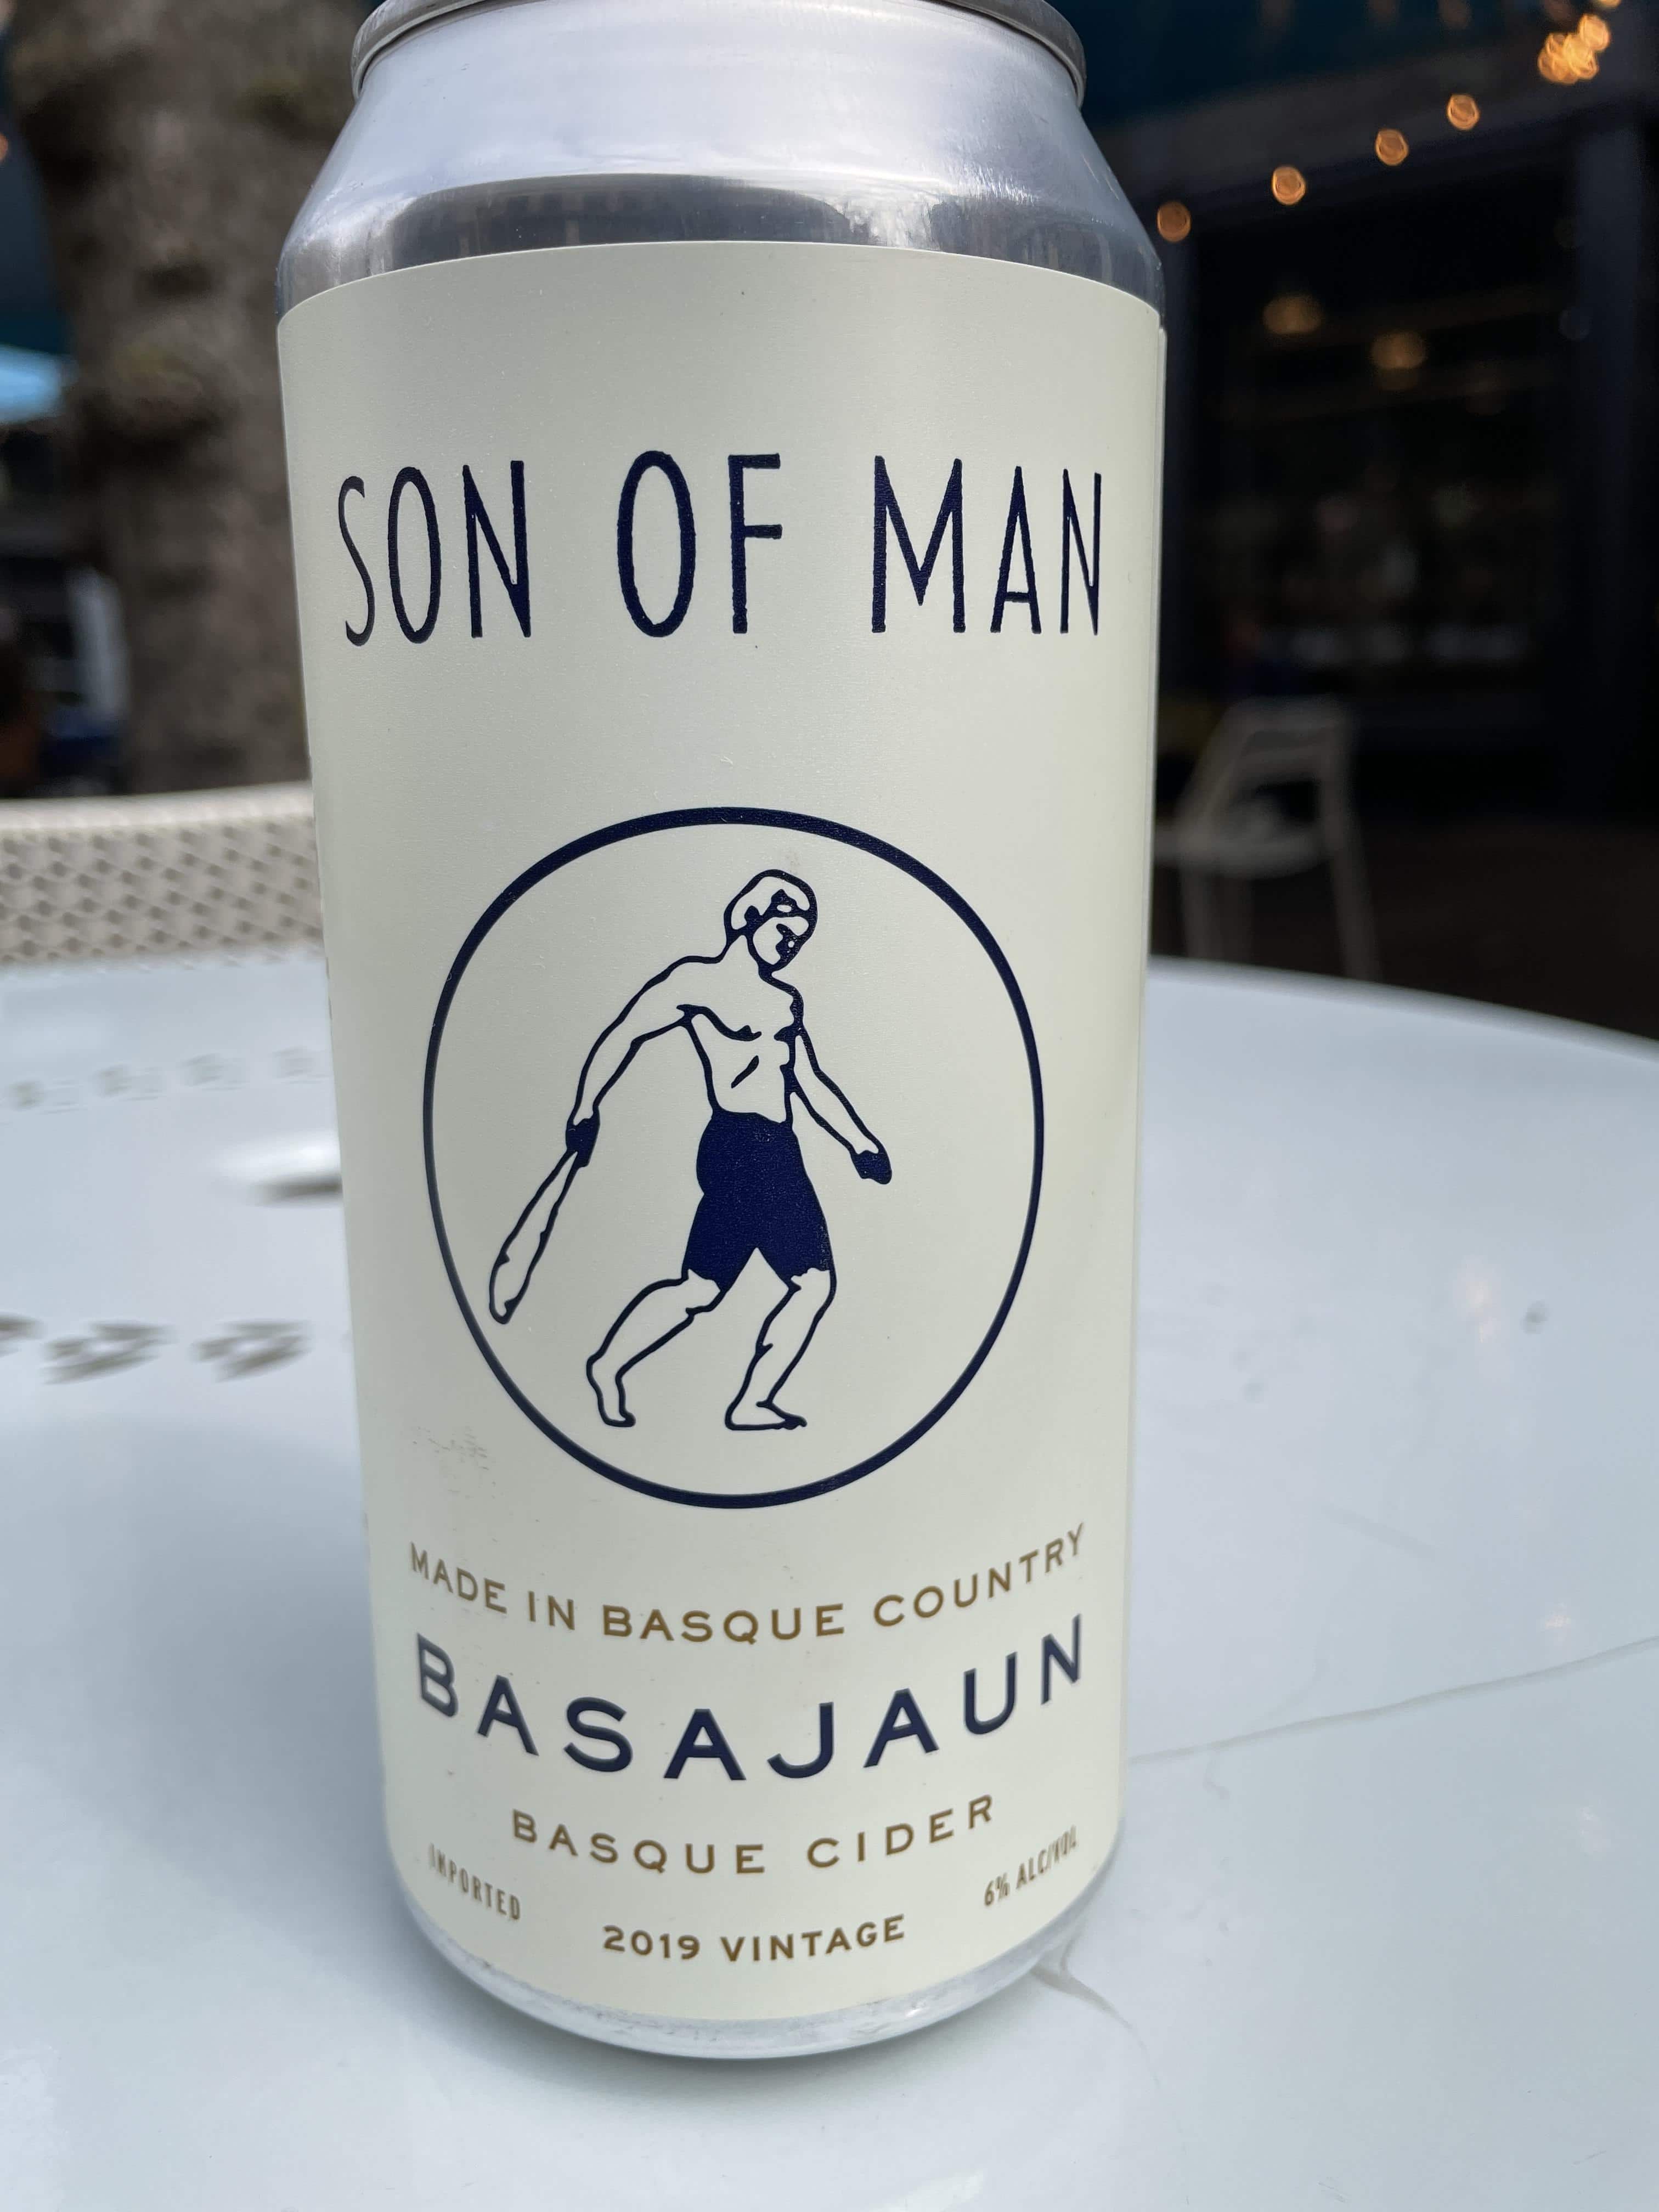 SON OF MAN
MADE IN BASQUE COUNTRY
BASAJAUN
BASQUE CIDER
IMPORTED
2019 VINTAGE
6% ALC/VOL